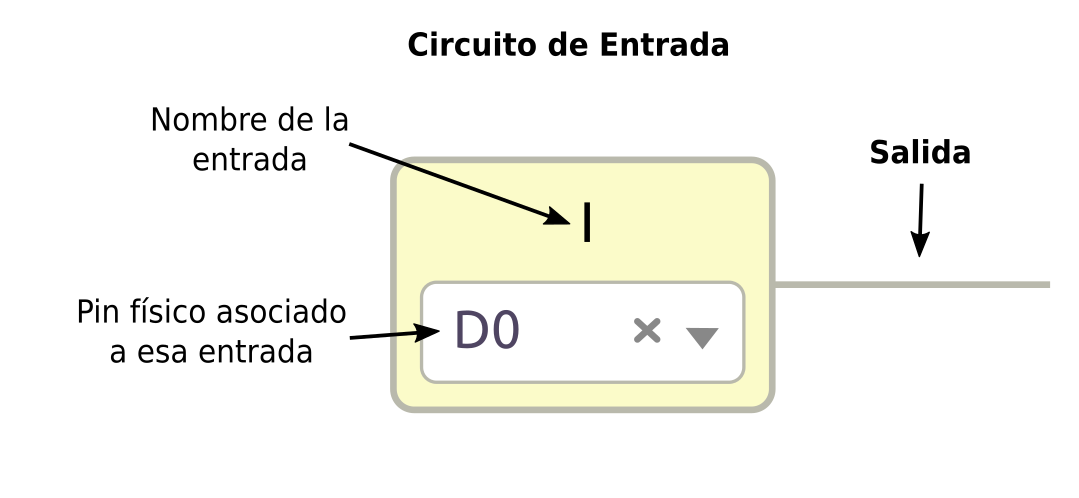 Circuito de Entrada
Nombre de la
entrada
Salida
I
Pin físico asociado
a esa entrada
D0